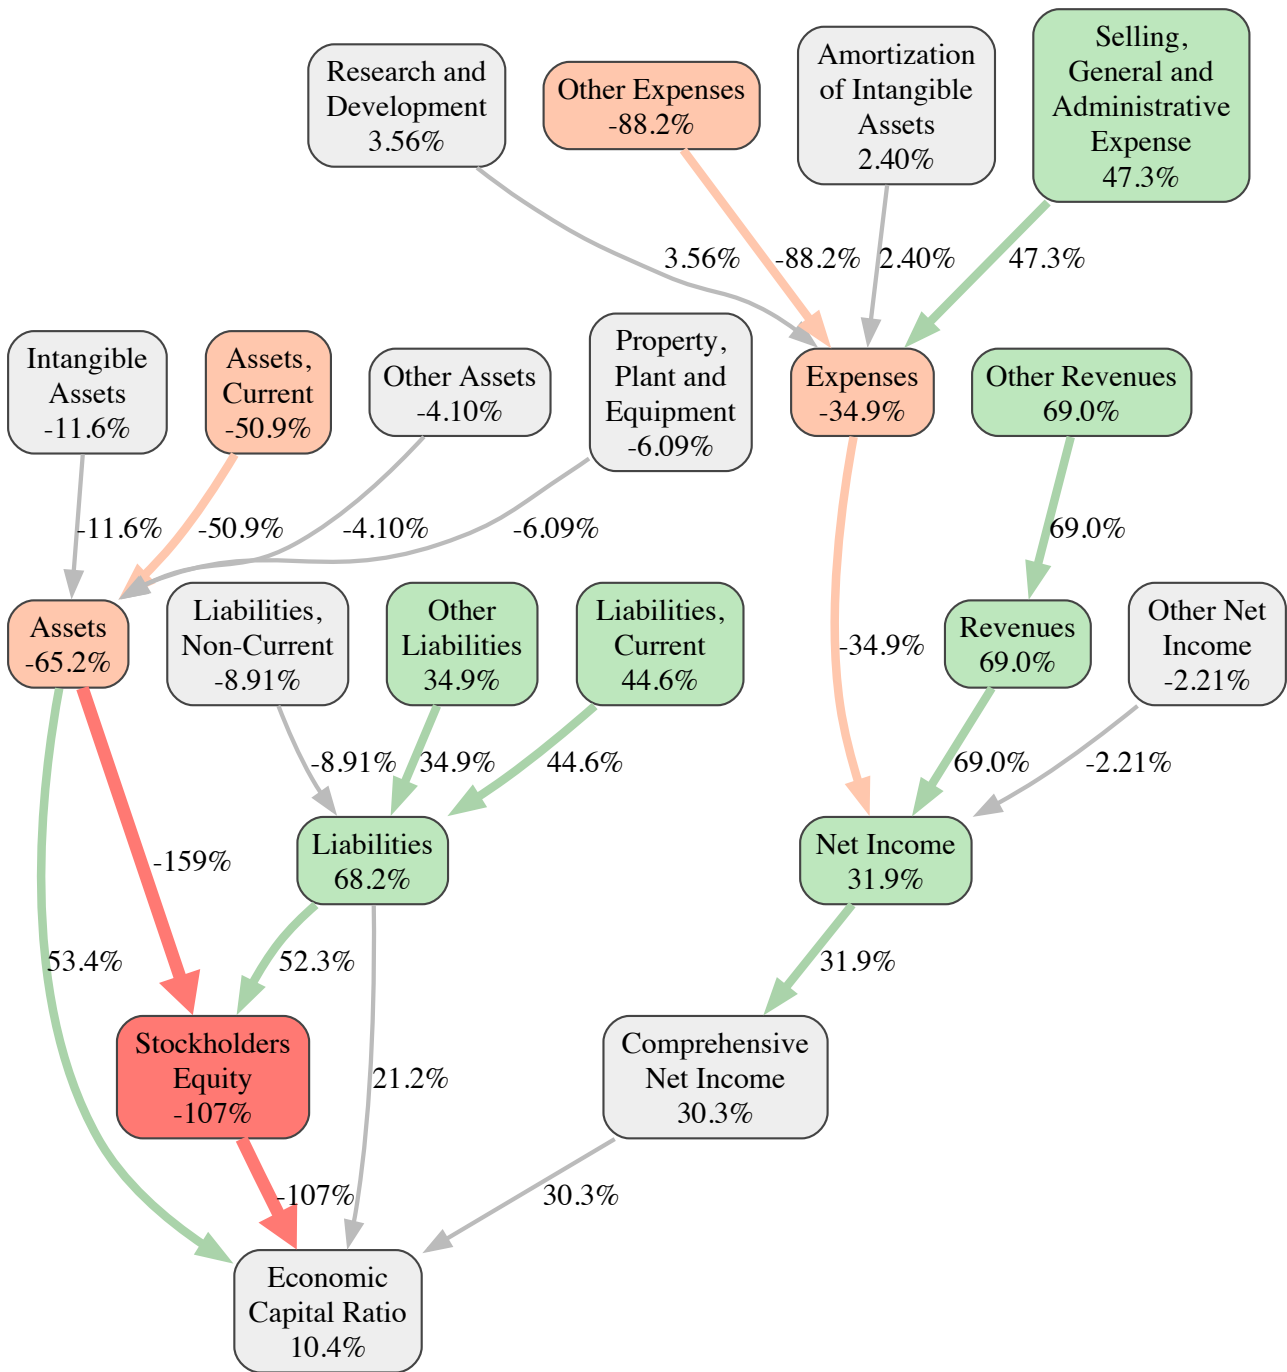 Research and
Development
3.56%
Other Expenses
-88.2%
Amortization
of Intangible
Assets
2.40%
Selling,
General and
Administrative
Expense
47.3%
3.56%
-88.2%
2.40%
47.3%
Intangible
Assets
-11.6%
Assets,
Current
-50.9%
Other Assets
-4.10%
Property,
Plant and
Equipment
-6.09%
Expenses
-34.9%
Other Revenues
69.0%
-11.6%
-50.9%
-4.10%
-6.09%
69.0%
Assets
-65.2%
Liabilities,
Non-Current
-8.91%
Other
Liabilities
34.9%
Liabilities,
Current
44.6%
-34.9%
Revenues
69.0%
Other Net
Income
-2.21%
-8.91%
34.9%
44.6%
69.0%
-2.21%
-159%
Liabilities
68.2%
Net Income
31.9%
53.4%
52.3%
31.9%
Stockholders
Equity
-107%
21.2%
Comprehensive
Net Income
30.3%
-107%
30.3%
Economic
Capital Ratio
10.4%